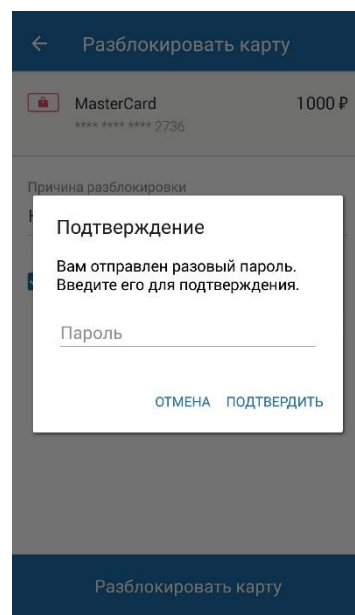 Разблокировать карту
MasterCard 1000 ₽
**** **** **** 2736
Причина разблокировки
Подтверждение
Вам отправлен разовый пароль.
Введите его для подтверждения.
Пароль
ОТМЕНА ПОДТВЕРДИТЬ
Разблокировать карту